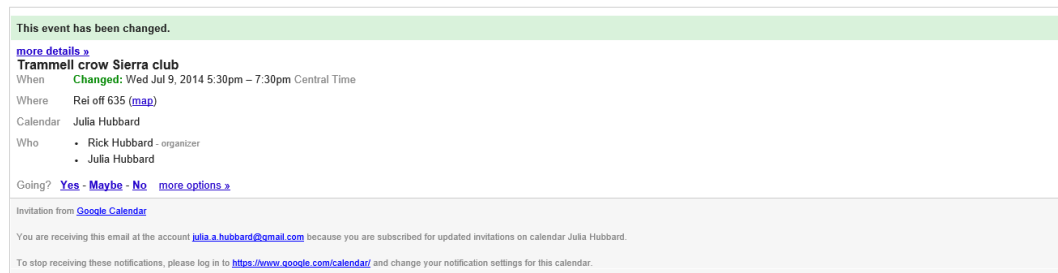 This event has been changed.
more details »
Trammell crow Sierra club
When Changed: Wed Jul 9, 2014 5:30pm – 7:30pm Central Time
Where Rei off 635 (map)
Calendar Julia Hubbard
Who • Rick Hubbard - organizer
• Julia Hubbard
Going? Yes - Maybe - No more options »
Invitation from Google Calendar
You are receiving this email at the account julia.a.hubbard@gmail.com because you are subscribed for updated invitations on calendar Julia Hubbard.
To stop receiving these notifications, please log in to https://www.google.com/calendar/ and change your notification settings for this calendar.